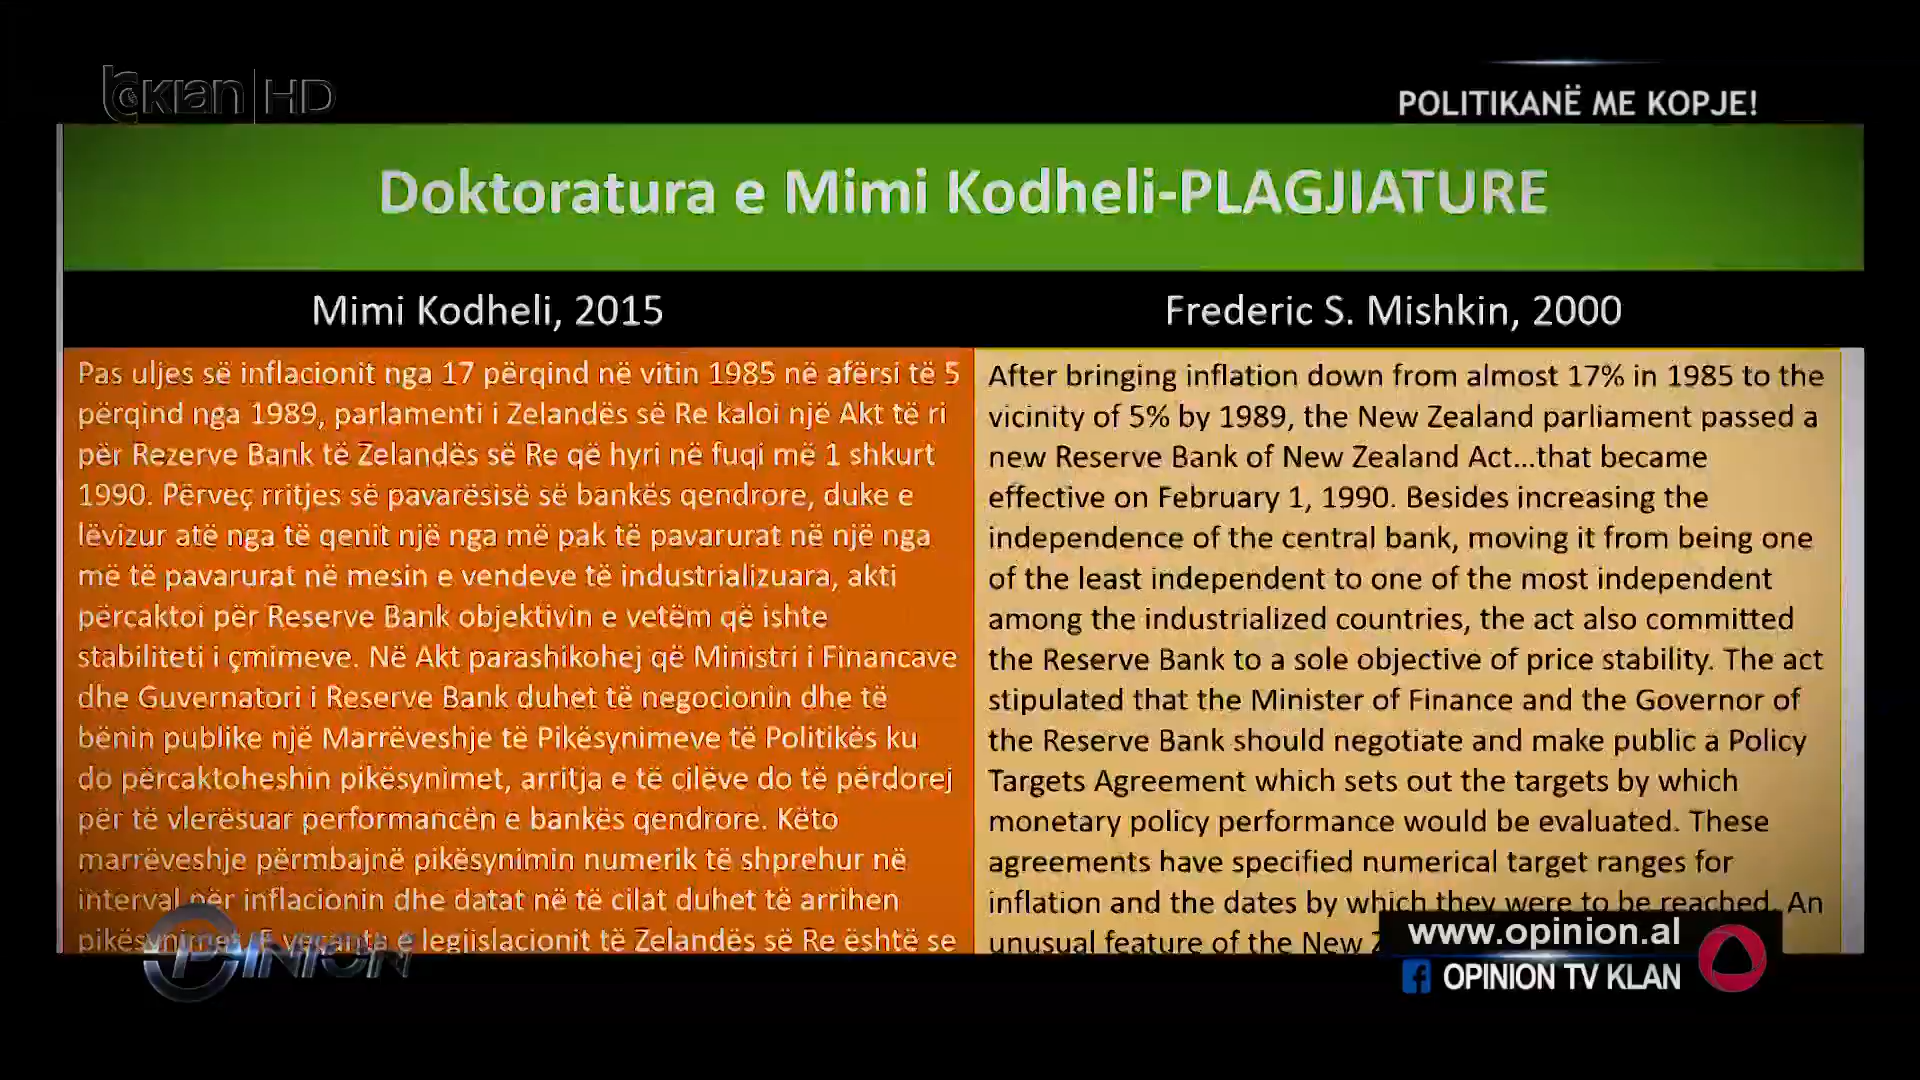 tvklan HD
POLITIKANË ME KOPJE!
Doktoratura e Mimi Kodheli-PLAGJIATURE
Mimi Kodheli, 2015
Pas uljes së inflacionit nga 17 përqind në vitin 1985 në afërsi të 5
përqind nga 1989, parlamenti i Zelandës së Re kaloi një Akt të ri
për Rezerve Bank të Zelandës së Re që hyri në fuqi më 1 shkurt
1990. Përveç rritjes së pavarësisë së bankës qendrore, duke e
lëvizur atë nga të qenit një nga më pak të pavarurat në një nga
më të pavarurat në mesin e vendeve të industrializuara, akti
përcaktoi për Reserve Bank objektivin e vetëm që ishte
stabiliteti i çmimeve. Në Akt parashikohej që Ministri i Financave
dhe Guvernatori i Reserve Bank duhet të negocionin dhe të
bënin publike një Marrëveshje të Pikësynimeve të Politikës ku
do përcaktoheshin pikësynimet, arritja e të cilëve do të përdorej
për të vlerësuar performancën e bankës qendrore. Këto
marrëveshje përmbajnë pikësynimin numerik të shprehur në
interval për inflacionin dhe datat në të cilat duhet të arrihen
pikësynimet. E veçanta e legjislacionit të Zelandës së Re është se
Frederic S. Mishkin, 2000
After bringing inflation down from almost 17% in 1985 to the
vicinity of 5% by 1989, the New Zealand parliament passed a
new Reserve Bank of New Zealand Act...that became
effective on February 1, 1990. Besides increasing the
independence of the central bank, moving it from being one
of the least independent to one of the most independent
among the industrialized countries, the act also committed
the Reserve Bank to a sole objective of price stability. The act
stipulated that the Minister of Finance and the Governor of
the Reserve Bank should negotiate and make public a Policy
Targets Agreement which sets out the targets by which
monetary policy performance would be evaluated. These
agreements have specified numerical target ranges for
inflation and the dates by which they were to be reached. An
unusual feature of the New
OPINION
www.opinion.al
OPINION TV KLAN